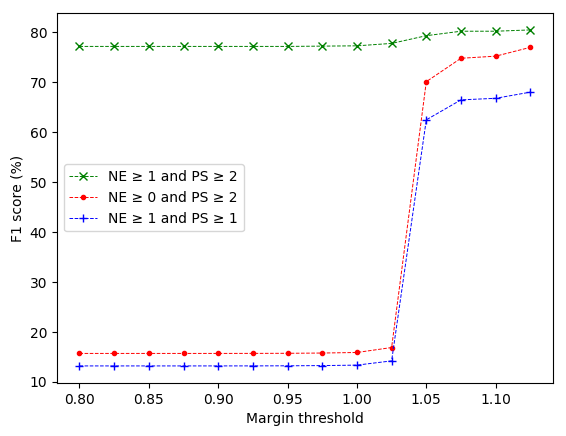 80
70
60
50
40
30
20
10
F1 score (%)
NE ≥ 1 and PS ≥ 2
NE ≥ 0 and PS ≥ 2
NE ≥ 1 and PS ≥ 1
0.80 0.85 0.90 0.95 1.00 1.05 1.10
Margin threshold